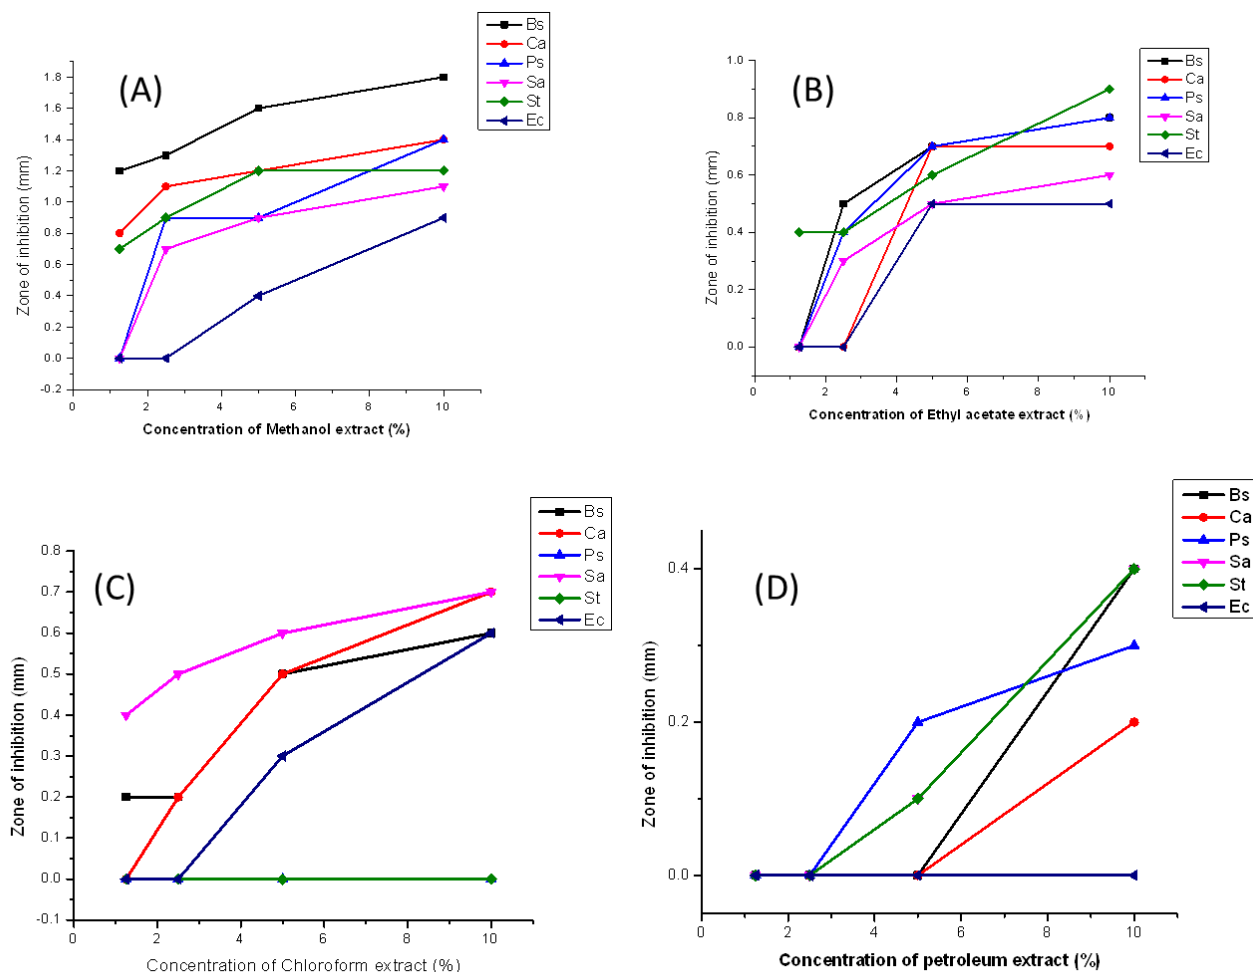 Bs
Ca
Ps
Sa
St
Ec
(A)
1.8
1.6
1.4
1.2
1.0
0.8
0.6
0.4
0.2
0.0
-0.2
Zone of inhibition (mm)
0 2 4 6 8 10
Concentration of Methanol extract (%)
Bs
Ca
Ps
Sa
St
Ec
(B)
1.0
0.8
0.6
0.4
0.2
0.0
Zone of inhibition (mm)
0 2 4 6 8 10
Concentration of Ethyl acetate extract (%)
Bs
Ca
Ps
Sa
St
Ec
(C)
0.8
0.7
0.6
0.5
0.4
0.3
0.2
0.1
0.0
-0.1
Zone of inhibition (mm)
0 2 4 6 8 10
Concentration of Chloroform extract (%)
Bs
Ca
Ps
Sa
St
Ec
(D)
0.4
0.2
0.0
Zone of inhibition (mm)
0 2 4 6 8 10
Concentration of petroleum extract (%)